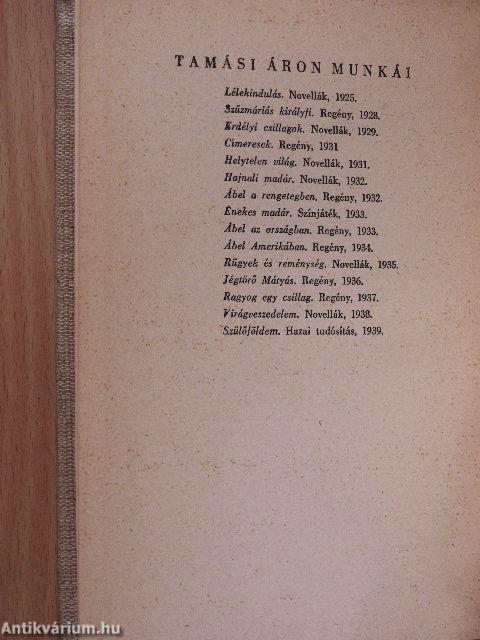 TAMÁSI ÁRON MUNKÁI
Lélekindulás. Novellák, 1925.
Szűzmáriás királyfi. Regény, 1928.
Erdélyi csillagok. Novellák, 1929.
Címeresek. Regény, 1931
Helytelen világ. Novellák, 1931.
Hajnali madár. Novellák, 1932.
Ábel a rengetegben. Regény, 1932.
Énekes madár. Színjáték, 1933.
Ábel az országban. Regény, 1933.
Ábel Amerikában. Regény, 1934.
Rügyek és reménység. Novellák, 1935.
Jégtörő Mátyás. Regény, 1936.
Ragyog egy csillag. Regény, 1937.
Virágveszedelem. Novellák, 1938.
Szülőföldem. Hazai tudósítás, 1939.
Antikvárium.hu
antikvarium.hu